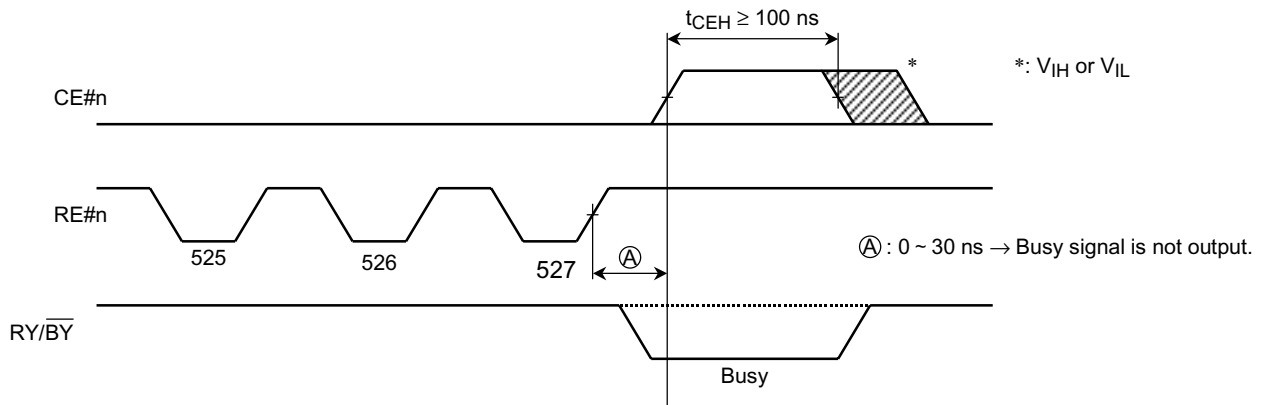 tCEH ≥ 100 ns
*
*: VIH or VIL
CE#n
RE#n
525
526
527
A
Ⓐ : 0 ~ 30 ns → Busy signal is not output.
RY/BY
Busy